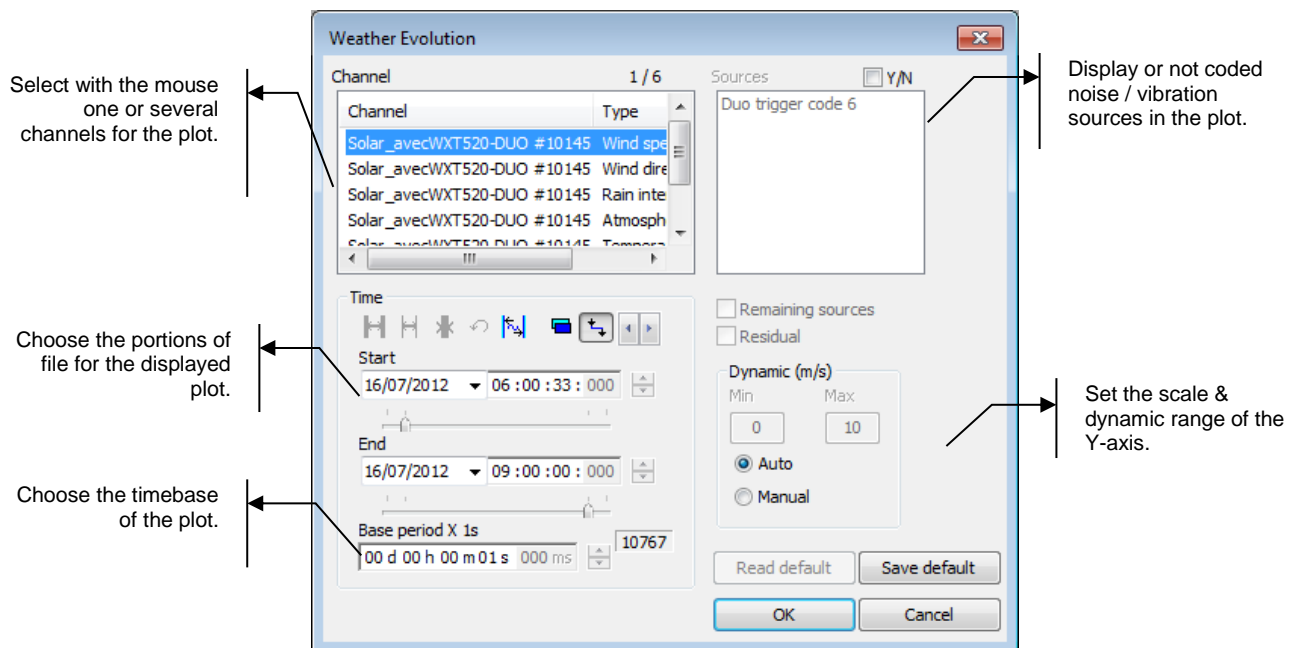 Weather Evolution
Select with the mouse
one or several
channels for the plot.
Channel 1 / 6
Channel Type
Solar_avecWXT520-DUO #10145 Wind spe
Solar_avecWXT520-DUO #10145 Wind dire
Solar_avecWXT520-DUO #10145 Rain inte
Solar_avecWXT520-DUO #10145 Atmosph
Solar_avecWXT520-DUO #10145 Tempera
Sources Y/N
Duo trigger code 6
Display or not coded
noise / vibration
sources in the plot.
Choose the portions of
file for the displayed
plot.
Time
Start
16/07/2012 06:00:33:000
End
16/07/2012 09:00:00:000
Choose the timebase
of the plot.
Base period X 1s
00 d 00 h 00 m 01 s 000 ms
10767
Remaining sources
Residual
Dynamic (m/s)
Min Max
0 10
Auto
Manual
Set the scale &
dynamic range of the
Y-axis.
Read default Save default
OK Cancel